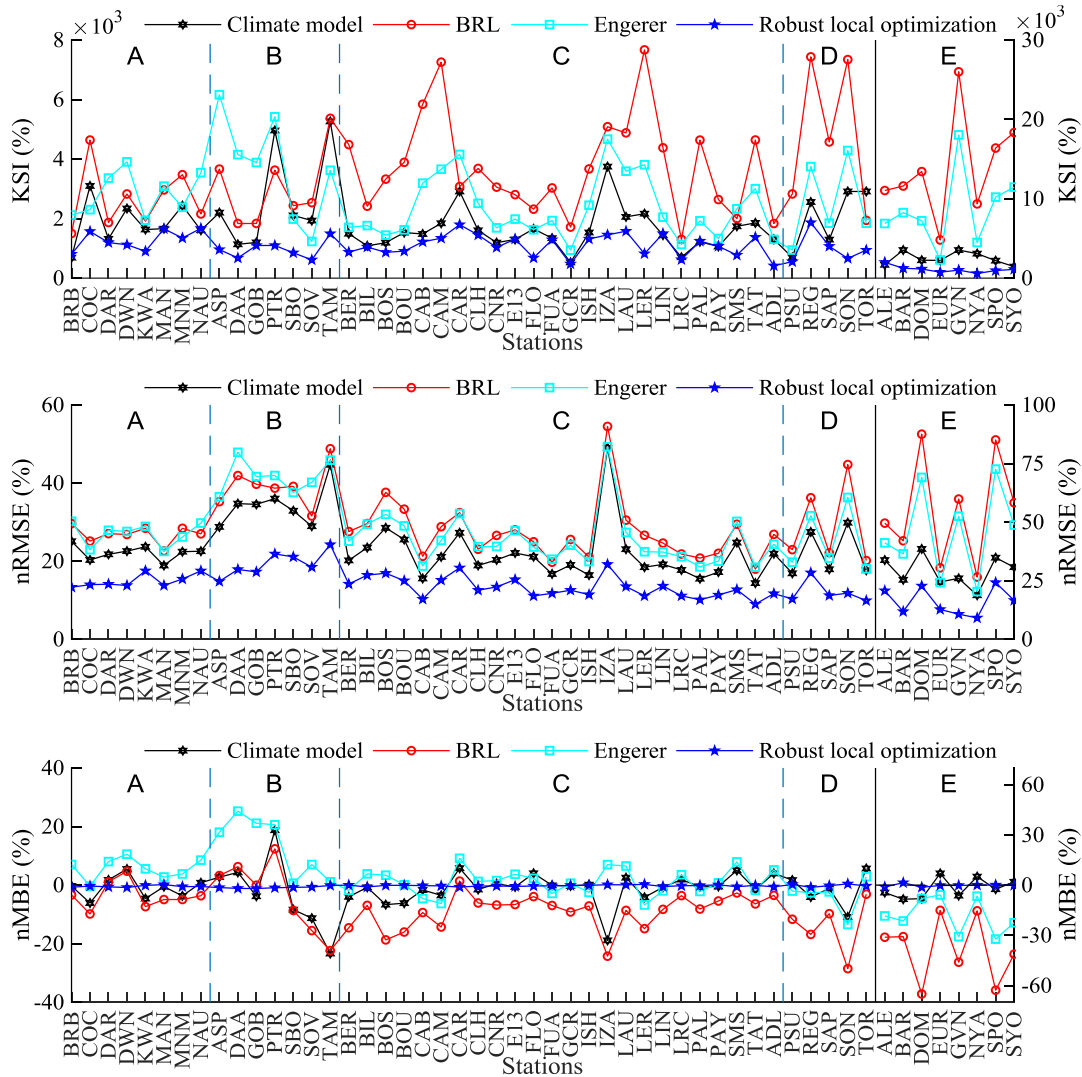 Climate model BRL Engerer Robust local optimization
× 10³ × 10³
A B C D E
KSI (%)
8
6
4
2
0
KSI (%)
30
20
10
0
BRB COC DAR DWN KWA MAN MNM NAU ASP DAA GOB PTR SBO SOV TAM BER BIL BOS BOU CAB CAM CAR CLH CNR E13 FLO FUA GCR ISH IZA LAU LER LIN LRC PAL PAY SMS TAT ADL PSU REG SAP SON TOR ALE BAR DOM EUR GVN NYA SPO SYO
Stations
Climate model BRL Engerer Robust local optimization
A B C D E
nRMSE (%)
60
40
20
0
nRMSE (%)
100
75
50
25
0
BRB COC DAR DWN KWA MAN MNM NAU ASP DAA GOB PTR SBO SOV TAM BER BIL BOS BOU CAB CAM CAR CLH CNR E13 FLO FUA GCR ISH IZA LAU LER LIN LRC PAL PAY SMS TAT ADL PSU REG SAP SON TOR ALE BAR DOM EUR GVN NYA SPO SYO
Stations
Climate model BRL Engerer Robust local optimization
A B C D E
nMBE (%)
40
20
0
-20
-40
nMBE (%)
60
30
0
-30
-60
BRB COC DAR DWN KWA MAN MNM NAU ASP DAA GOB PTR SBO SOV TAM BER BIL BOS BOU CAB CAM CAR CLH CNR E13 FLO FUA GCR ISH IZA LAU LER LIN LRC PAL PAY SMS TAT ADL PSU REG SAP SON TOR ALE BAR DOM EUR GVN NYA SPO SYO
Stations